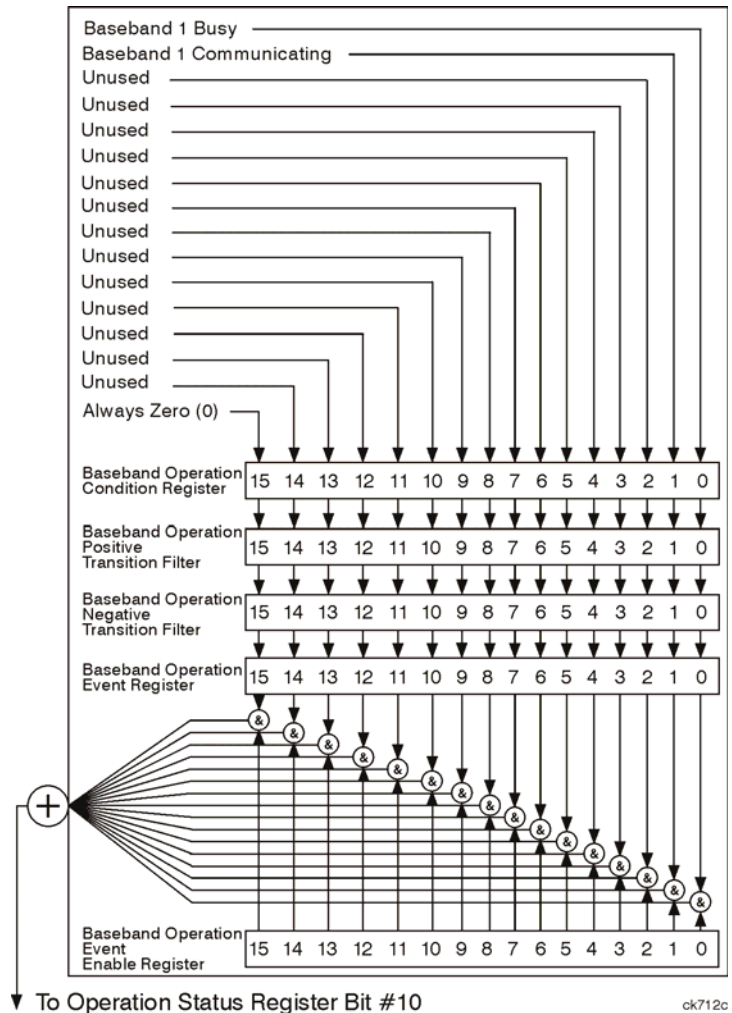 Baseband 1 Busy
Baseband 1 Communicating
Unused
Unused
Unused
Unused
Unused
Unused
Unused
Unused
Unused
Unused
Unused
Unused
Unused
Always Zero (0)
Baseband Operation
Condition Register
15 14 13 12 11 10 9 8 7 6 5 4 3 2 1 0
Baseband Operation
Positive
Transition Filter
15 14 13 12 11 10 9 8 7 6 5 4 3 2 1 0
Baseband Operation
Negative
Transition Filter
15 14 13 12 11 10 9 8 7 6 5 4 3 2 1 0
Baseband Operation
Event Register
15 14 13 12 11 10 9 8 7 6 5 4 3 2 1 0
& & & & & & & & & & & & & & & &
+
Baseband Operation
Event
Enable Register
15 14 13 12 11 10 9 8 7 6 5 4 3 2 1 0
To Operation Status Register Bit #10
ck712c